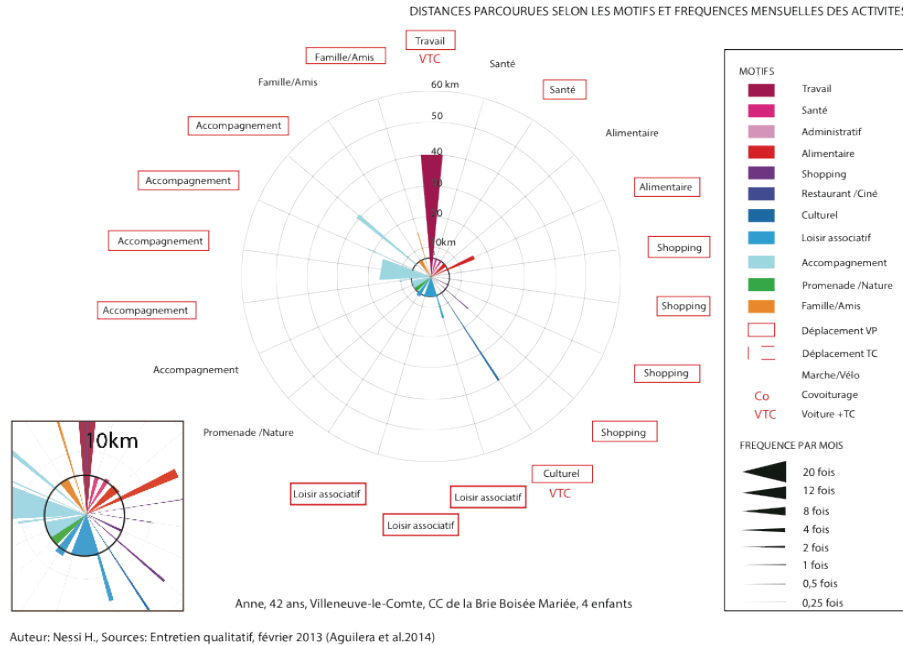 DISTANCES PARCOURUES SELON LES MOTIFS ET FREQUENCES MENSUELLES DES ACTIVITES
Travail
VTC
Famille/Amis
Santé
Famille/Amis
60 km
Santé
50
Accompagnement
Alimentaire
40
Accompagnement
30
Alimentaire
20
Accompagnement
0km
Shopping
Accompagnement
Shopping
Accompagnement
Shopping
Promenade /Nature
Shopping
Loisir associatif
Loisir associatif
Loisir associatif
Culturel
VTC
10km
MOTIFS
Travail
Santé
Administratif
Alimentaire
Shopping
Restaurant /Ciné
Culturel
Loisir associatif
Accompagnement
Promenade /Nature
Famille/Amis
Déplacement VP
Déplacement TC
Marche/Vélo
Co Covoiturage
VTC Voiture +TC
FREQUENCE PAR MOIS
20 fois
12 fois
8 fois
4 fois
2 fois
1 fois
0,5 fois
0,25 fois
Anne, 42 ans, Villeneuve-le-Comte, CC de la Brie Boisée Mariée, 4 enfants
Auteur: Nessi H., Sources: Entretien qualitatif, février 2013 (Aguilera et al.2014)